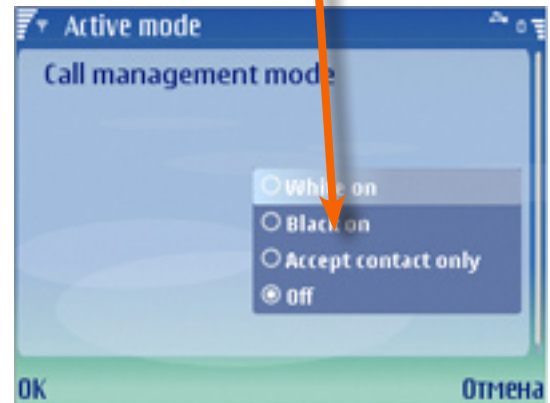 Active mode
Call management mode
White on
Black on
Accept contact only
Off
OK
Отмена